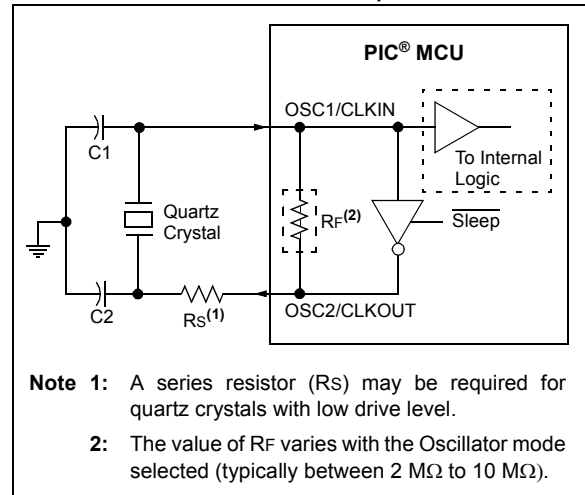 PIC® MCU
OSC1/CLKIN
C1
To Internal
Logic
Quartz
Crystal
RF(2)
Sleep
C2
RS(1)
OSC2/CLKOUT
Note 1: A series resistor (RS) may be required for
quartz crystals with low drive level.
2: The value of RF varies with the Oscillator mode
selected (typically between 2 MΩ to 10 MΩ).